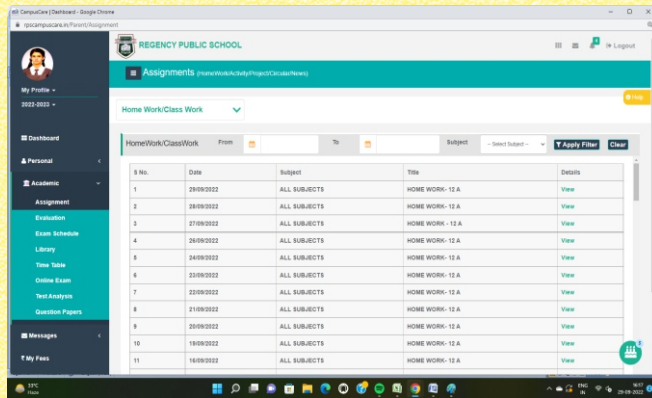 CampusCare | Dashboard - Google Chrome
rpscampuscare.in/Parent/Assignment
REGENCY PUBLIC SCHOOL
Logout
Assignments (HomeWork/Activity/Project/Circular/News)
My Profile
2022-2023
Help
Home Work/Class Work
Dashboard
Personal
Academic
Assignment
Evaluation
Exam Schedule
Library
Time Table
Online Exam
Test Analysis
Question Papers
Messages
My Fees
HomeWork/ClassWork From To Subject -- Select Subject -- Apply Filter Clear
S No. Date Subject Title Details
1 29/09/2022 ALL SUBJECTS HOME WORK- 12 A View
2 28/09/2022 ALL SUBJECTS HOME WORK- 12 A View
3 27/09/2022 ALL SUBJECTS HOME WORK - 12 A View
4 26/09/2022 ALL SUBJECTS HOME WORK- 12 A View
5 24/09/2022 ALL SUBJECTS HOME WORK- 12 A View
6 23/09/2022 ALL SUBJECTS HOME WORK- 12 A View
7 22/09/2022 ALL SUBJECTS HOME WORK- 12 A View
8 21/09/2022 ALL SUBJECTS HOME WORK- 12 A View
9 20/09/2022 ALL SUBJECTS HOME WORK- 12 A View
10 19/09/2022 ALL SUBJECTS HOME WORK- 12 A View
11 16/09/2022 ALL SUBJECTS HOME WORK- 12 A View
33°C
Haze
ENG
IN
16:17
29-09-2022